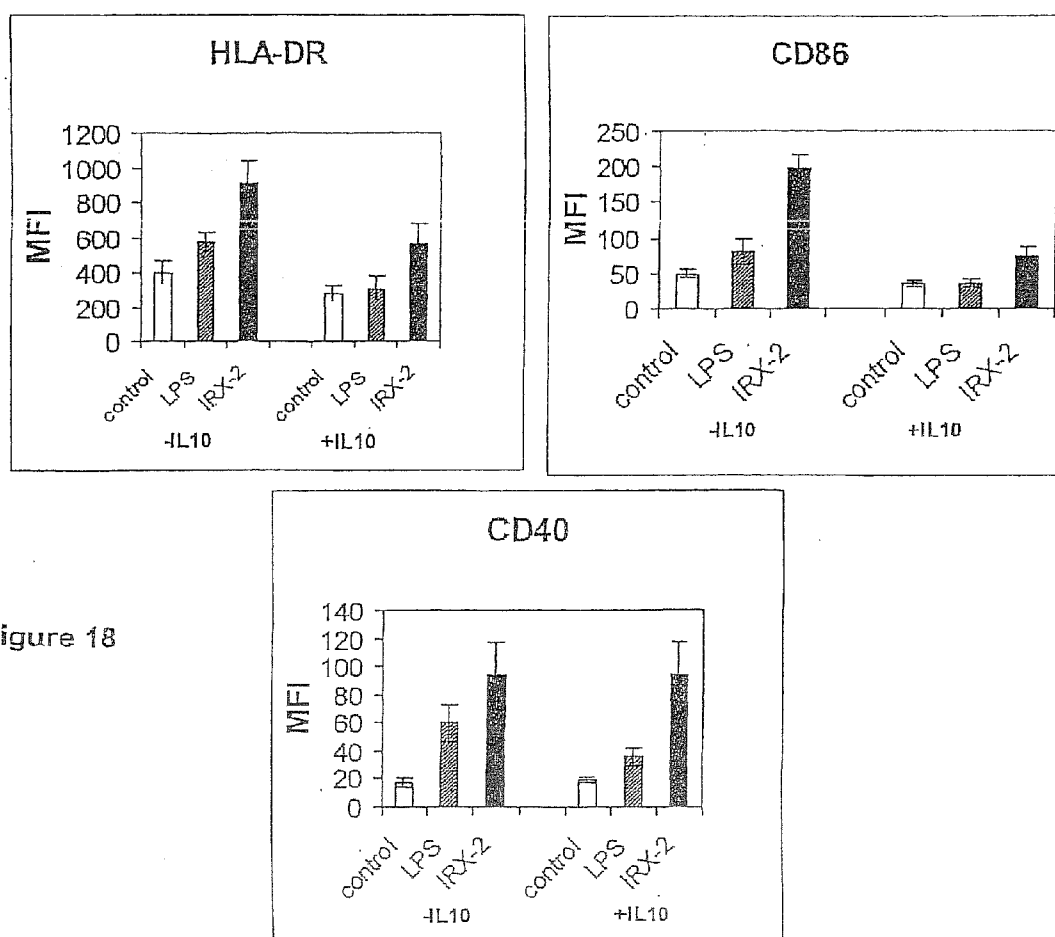 HLA-DR
MFI
1200
1000
800
600
400
200
0
control
LPS
IRX-2
control
LPS
IRX-2
-IL10
+IL10
CD86
MFI
250
200
150
100
50
0
control
LPS
IRX-2
control
LPS
IRX-2
-IL10
+IL10
CD40
MFI
140
120
100
80
60
40
20
0
control
LPS
IRX-2
control
LPS
IRX-2
-IL10
+IL10
igure 18